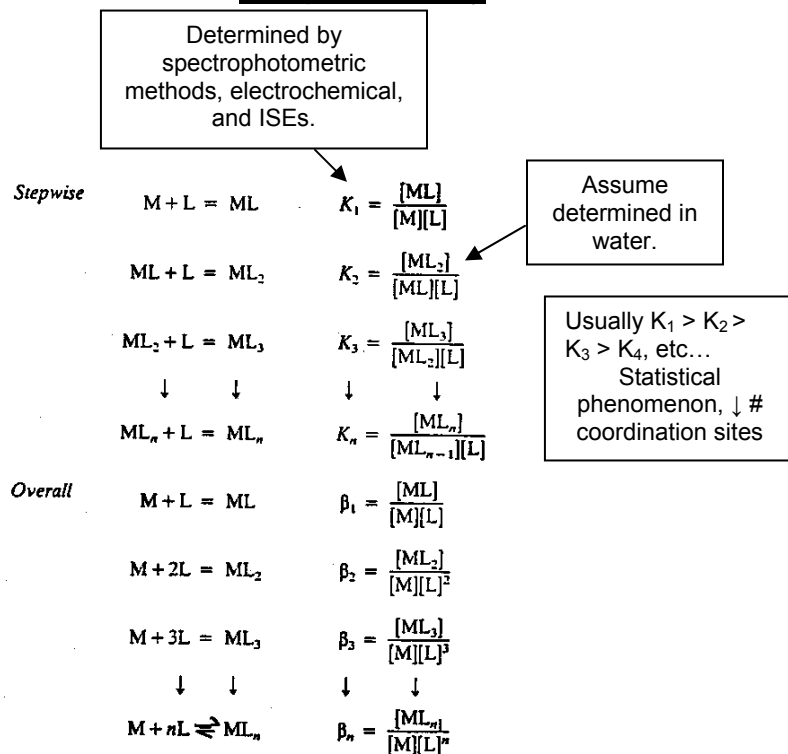 Determined by
spectrophotometric
methods, electrochemical,
and ISEs.
Stepwise
M + L = ML K₁ = [ML] / [M][L]
Assume
determined in
water.
ML + L = ML₂ K₂ = [ML₂] / [ML][L]
ML₂ + L = ML₃ K₃ = [ML₃] / [ML₂][L]
Usually K₁ > K₂ >
K₃ > K₄, etc…
Statistical
phenomenon, ↓ #
coordination sites
↓ ↓ ↓ ↓
MLₙ + L = MLₙ Kₙ = [MLₙ] / [MLₙ₋₁][L]
Overall
M + L = ML β₁ = [ML] / [M][L]
M + 2L = ML₂ β₂ = [ML₂] / [M][L]²
M + 3L = ML₃ β₃ = [ML₃] / [M][L]³
↓ ↓ ↓ ↓
M + nL ⇌ MLₙ βₙ = [MLₙ] / [M][L]ⁿ